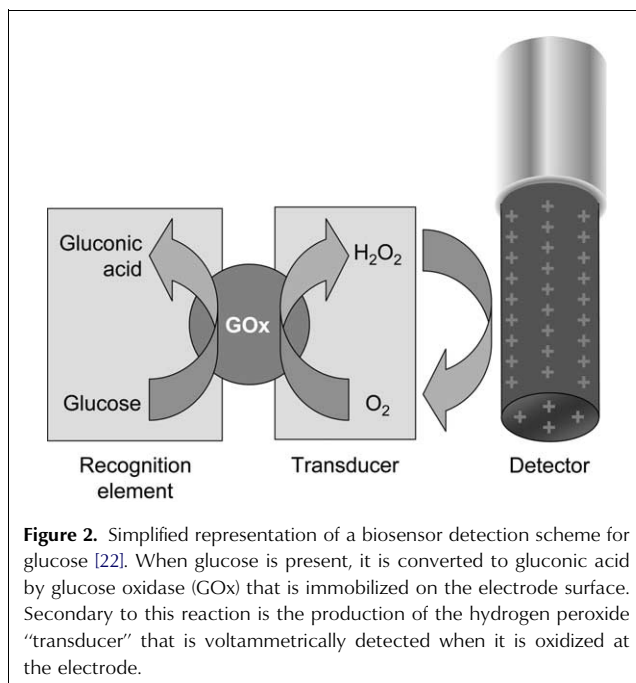 Gluconic
acid
H₂O₂
GOx
Glucose
O₂
Recognition
element
Transducer
Detector
Figure 2. Simplified representation of a biosensor detection scheme for
glucose [22]. When glucose is present, it is converted to gluconic acid
by glucose oxidase (GOx) that is immobilized on the electrode surface.
Secondary to this reaction is the production of the hydrogen peroxide
‘‘transducer’’ that is voltammetrically detected when it is oxidized at
the electrode.